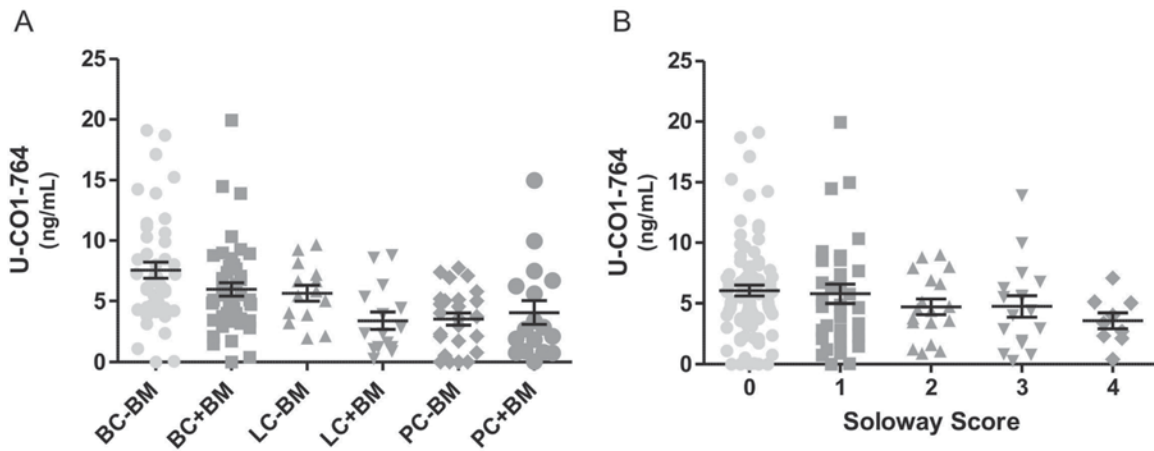 A
U-CO1-764
(ng/mL)
25
20
15
10
5
0
BC-BM
BC+BM
LC-BM
LC+BM
PC-BM
PC+BM
B
U-CO1-764
(ng/mL)
25
20
15
10
5
0
0 1 2 3 4
Soloway Score